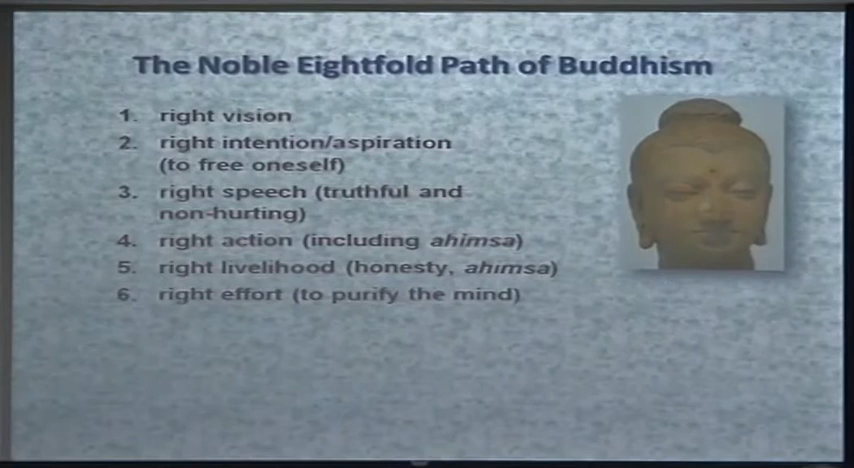 The Noble Eightfold Path of Buddhism
1. right vision
2. right intention/aspiration
(to free oneself)
3. right speech (truthful and
non-hurting)
4. right action (including ahimsa)
5. right livelihood (honesty, ahimsa)
6. right effort (to purify the mind)